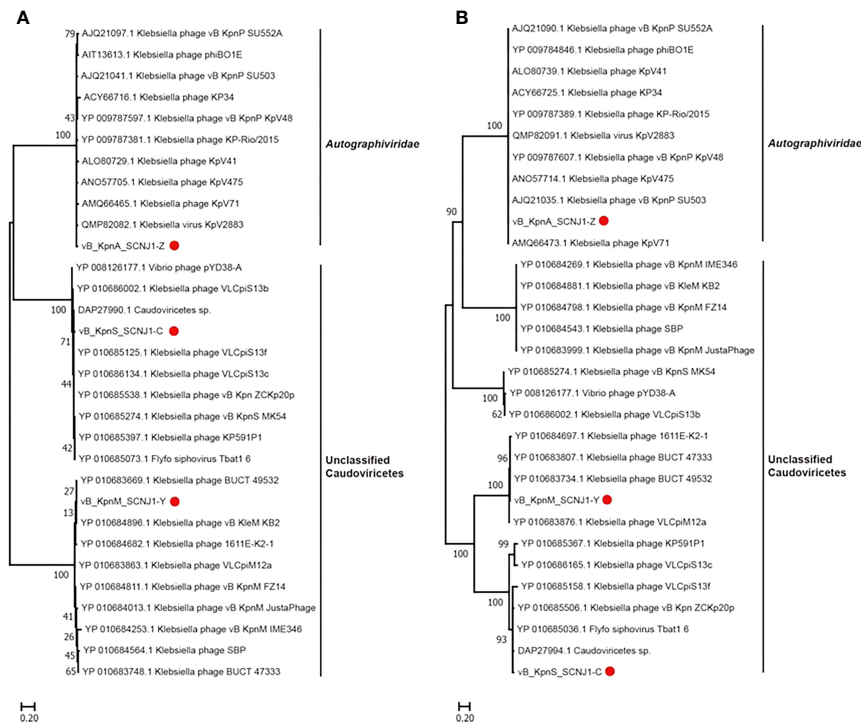 A
79 AJQ21097.1 Klebsiella phage vB KpnP SU552A
AIT13613.1 Klebsiella phage phiBO1E
AJQ21041.1 Klebsiella phage vB KpnP SU503
ACY66716.1 Klebsiella phage KP34
43 YP 009787597.1 Klebsiella phage vB KpnP KpV48
100 YP 009787381 Klebsiella phage KP-Rio/2015
Autographiviridae
ALO80729.1 Klebsiella phage KpV41
ANO57705.1 Klebsiella phage KpV475
AMQ66465.1 Klebsiella phage KpV71
QMP82082.1 Klebsiella virus KpV2883
vB_KpnA_SCNJ1-Z
YP 008126177.1 Vibrio phage pYD38-A
YP 010686002.1 Klebsiella phage VLCpiS13b
100 DAP27990.1 Caudoviricetes sp.
vB_KpnS_SCNJ1-C
71
YP 010685125.1 Klebsiella phage VLCpiS13f
YP 010686134.1 Klebsiella phage VLCpiS13c
44
YP 010685538.1 Klebsiella phage vB Kpn ZCKp20p
YP 010685274.1 Klebsiella phage vB KpnS MK54
YP 010685397.1 Klebsiella phage KP591P1
42
YP 010685073.1 Flyfo siphovirus Tbat1 6
Unclassified
Caudoviricetes
YP 010683669.1 Klebsiella phage BUCT 49532
27
vB_KpnM_SCNJ1-Y
13
YP 010684896.1 Klebsiella phage vB KleM KB2
YP 010684682.1 Klebsiella phage 1611E-K2-1
YP 010683863.1 Klebsiella phage VLCpiM12a
100
YP 010684811.1 Klebsiella phage vB KpnM FZ14
YP 010684013.1 Klebsiella phage vB KpnM JustaPhage
41
YP 010684253.1 Klebsiella phage vB KpnM IME346
26
45 YP 010684564.1 Klebsiella phage SBP
65 YP 010683748.1 Klebsiella phage BUCT 47333
0.20
B
AJQ21090.1 Klebsiella phage vB KpnP SU552A
YP 009784846.1 Klebsiella phage phiBO1E
ALO80739.1 Klebsiella phage KpV41
ACY66725.1 Klebsiella phage KP34
YP 009787389.1 Klebsiella phage KP-Rio/2015
100
QMP82091.1 Klebsiella virus KpV2883
Autographiviridae
YP 009787607.1 Klebsiella phage vB KpnP KpV48
ANO57714.1 Klebsiella phage KpV475
AJQ21035.1 Klebsiella phage vB KpnP SU503
90
vB_KpnA_SCNJ1-Z
AMQ66473.1 Klebsiella phage KpV71
YP 010684269.1 Klebsiella phage vB KpnM IME346
YP 010684881.1 Klebsiella phage vB KleM KB2
YP 010684798.1 Klebsiella phage vB KpnM FZ14
100
YP 010684543.1 Klebsiella phage SBP
YP 010683999.1 Klebsiella phage vB KpnM JustaPhage
YP 010685274.1 Klebsiella phage vB KpnS MK54
YP 008126177.1 Vibrio phage pYD38-A
100
62 YP 010686002.1 Klebsiella phage VLCpiS13b
YP 010684697.1 Klebsiella phage 1611E-K2-1
96 YP 010683807.1 Klebsiella phage BUCT 47333
Unclassified
Caudoviricetes
YP 010683734.1 Klebsiella phage BUCT 49532
100
vB_KpnM_SCNJ1-Y
YP 010683876.1 Klebsiella phage VLCpiM12a
99 YP 010685367.1 Klebsiella phage KP591P1
100
YP 010686165.1 Klebsiella phage VLCpiS13c
YP 010685158.1 Klebsiella phage VLCpiS13f
100
YP 010685506.1 Klebsiella phage vB Kpn ZCKp20p
YP 010685036.1 Flyfo siphovirus Tbat1 6
93
DAP27994.1 Caudoviricetes sp.
vB_KpnS_SCNJ1-C
0.20